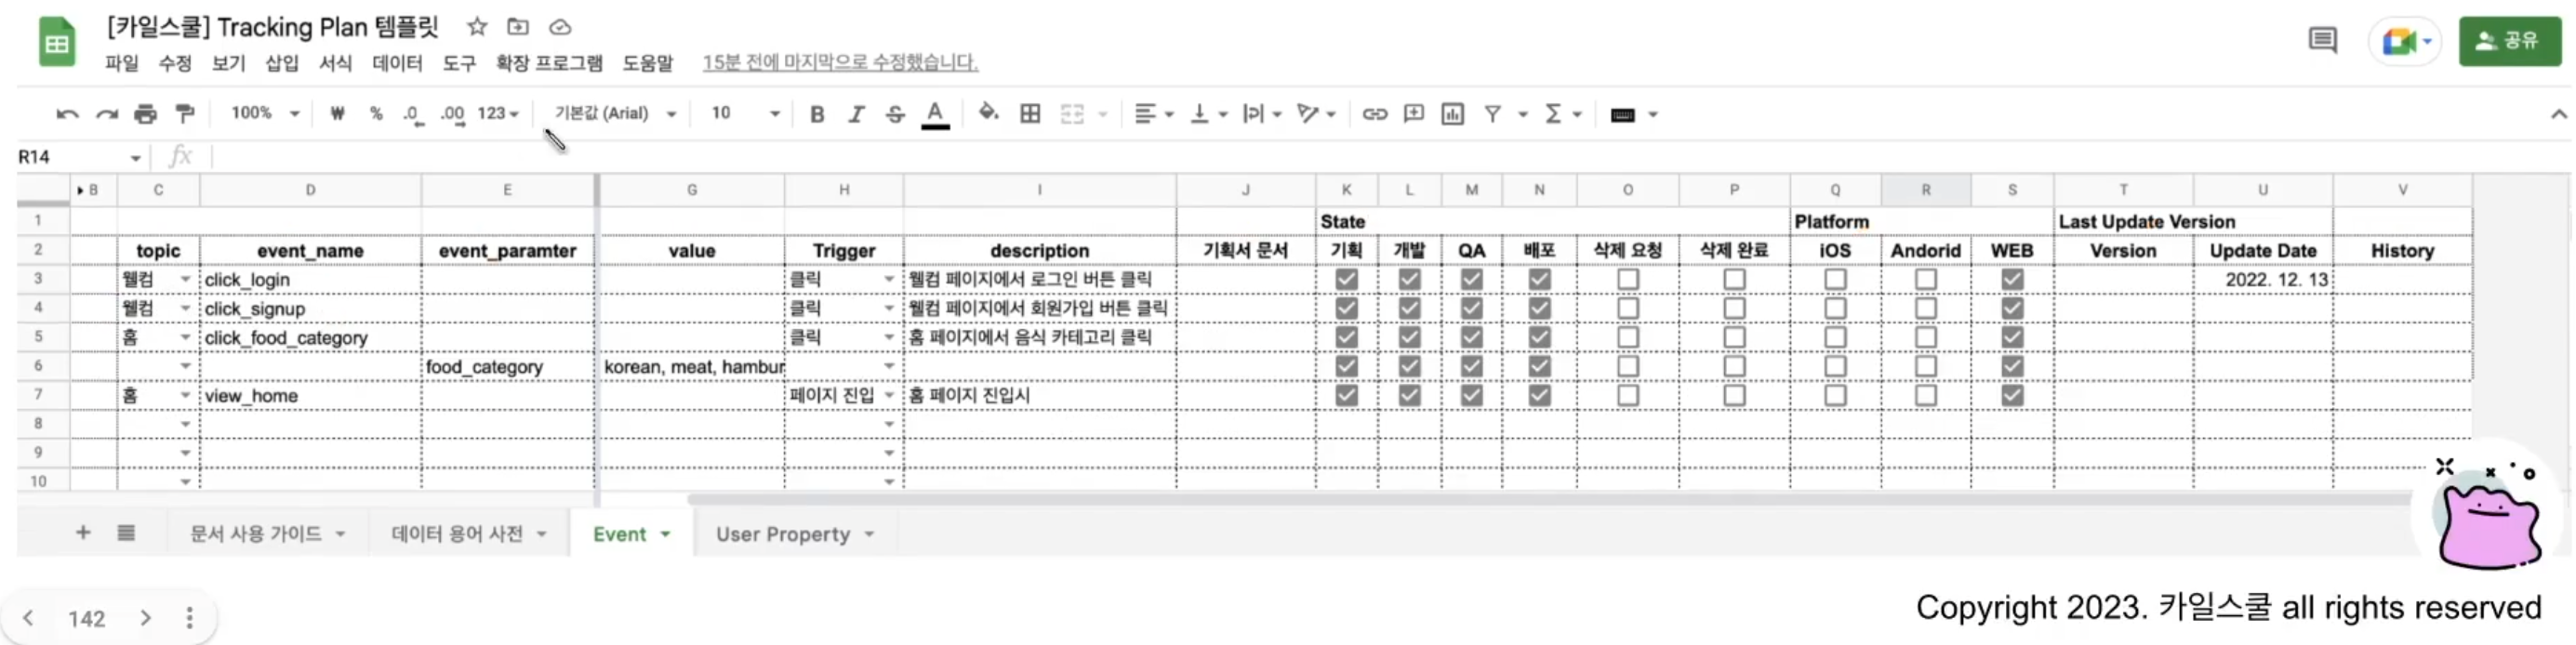 [카일스쿨] Tracking Plan 템플릿
파일 수정 보기 삽입 서식 데이터 도구 확장 프로그램 도움말 15분 전에 마지막으로 수정했습니다.
공유
100% ₩ % .0 .00 123 기본값 (Arial) 10 B I S A
R14 fx
B C D E G H I J K L M N O P Q R S T U V
1 State Platform Last Update Version
2 topic event_name event_paramter value Trigger description 기획서 문서 기획 개발 QA 배포 삭제 요청 삭제 완료 iOS Andorid WEB Version Update Date History
3 웰컴 click_login 클릭 웰컴 페이지에서 로그인 버튼 클릭 2022. 12. 13
4 웰컴 click_signup 클릭 웰컴 페이지에서 회원가입 버튼 클릭
5 홈 click_food_category 클릭 홈 페이지에서 음식 카테고리 클릭
6 food_category korean, meat, hambur
7 홈 view_home 페이지 진입 홈 페이지 진입시
8
9
10
문서 사용 가이드 데이터 용어 사전 Event User Property
142
Copyright 2023. 카일스쿨 all rights reserved